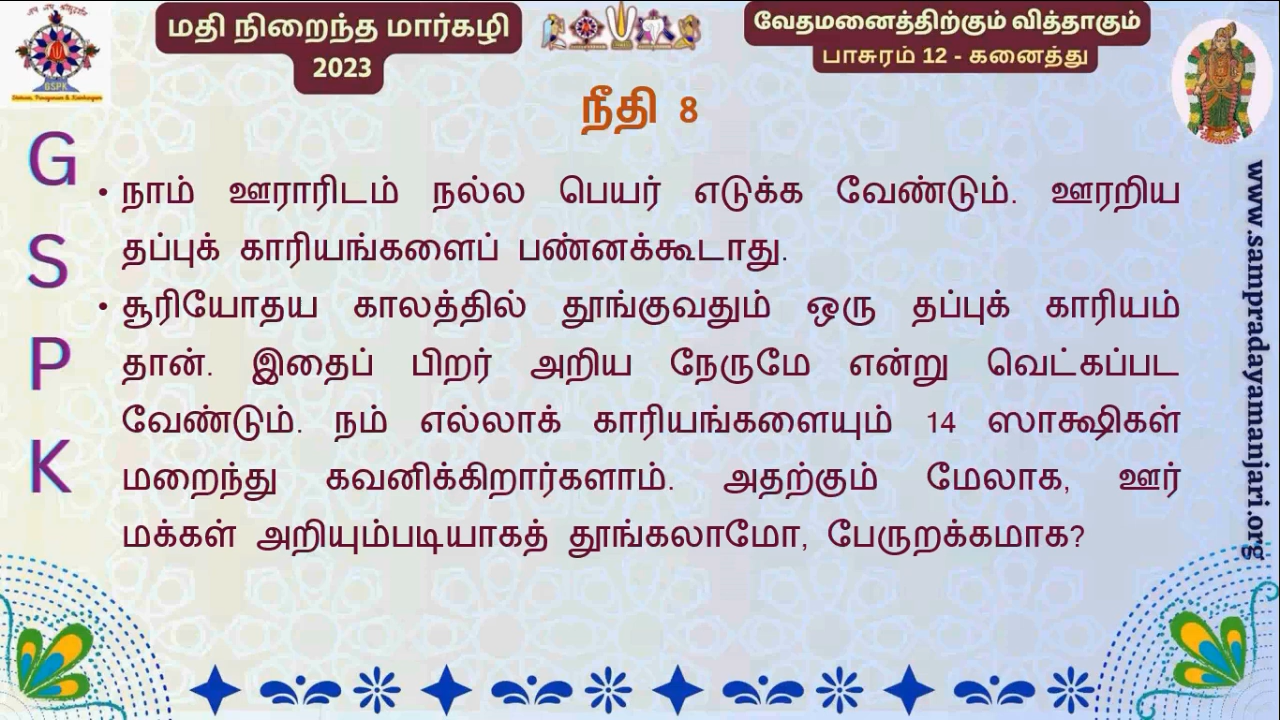 மதி நிறைந்த மார்கழி
2023
வேதமனைத்திற்கும் வித்தாகும்
பாசுரம் 12 - கனைத்து
GSPK
நீதி 8
G
S
P
K
• நாம் ஊராரிடம் நல்ல பெயர் எடுக்க வேண்டும். ஊரறிய
தப்புக் காரியங்களைப் பண்னக்கூடாது.
• சூரியோதய காலத்தில் தூங்குவதும் ஒரு தப்புக் காரியம்
தான். இதைப் பிறர் அறிய நேருமே என்று வெட்கப்பட
வேண்டும். நம் எல்லாக் காரியங்களையும் 14 ஸாக்ஷிகள்
மறைந்து கவனிக்கிறார்களாம். அதற்கும் மேலாக, ஊர்
மக்கள் அறியும்படியாகத் தூங்கலாமோ, பேருறக்கமாக?
www.sampradayamanjari.org